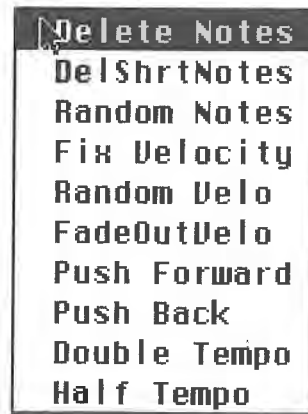 Delete Notes
DelShrtNotes
Random Notes
Fix Velocity
Random Velo
FadeOutVelo
Push Forward
Push Back
Double Tempo
Half Tempo